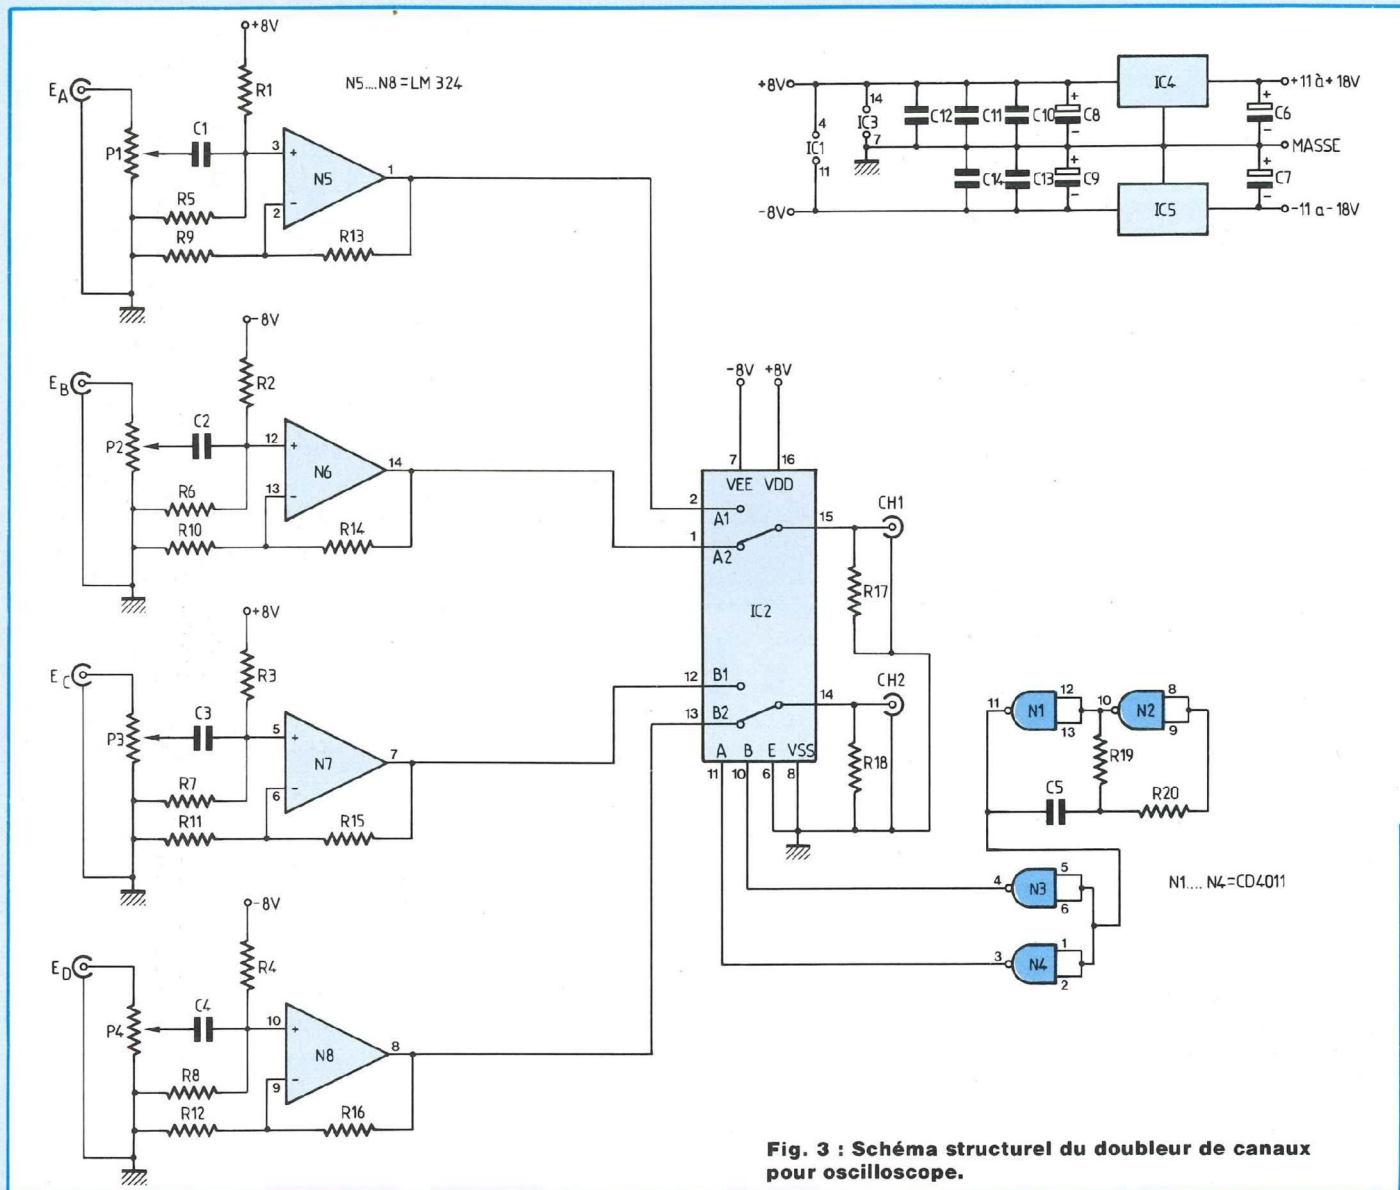 +8V
E A
R1
N5....N8 = LM 324
C1
P1
3
+
N5
1
-
2
R5
R9
R13
-8V
E B
R2
C2
P2
12
+
N6
14
13
-
R6
R10
R14
+8V
E C
R3
C3
P3
5
+
N7
7
6
-
R7
R11
R15
-8V
E D
R4
C4
P4
10
+
N8
8
9
-
R8
R12
R16
+8V
4
IC1
11
14
IC3
7
C12
C11
C10
+
C8
-
IC4
+11 à +18V
+
C6
-
MASSE
C14
C13
+
C9
-
+
C7
-
-8V
IC5
-11 a -18V
-8V +8V
7 16
VEE VDD
2
A1
15
CH1
1
A2
R17
IC2
12
B1
14
CH2
13
B2
R18
A B E VSS
11 10 6 8
11
N1
12
13
10
N2
8
9
R19
C5
R20
4
N3
5
6
N1.... N4=CD4011
3
N4
1
2
Fig. 3 : Schéma structurel du doubleur de canaux
pour oscilloscope.